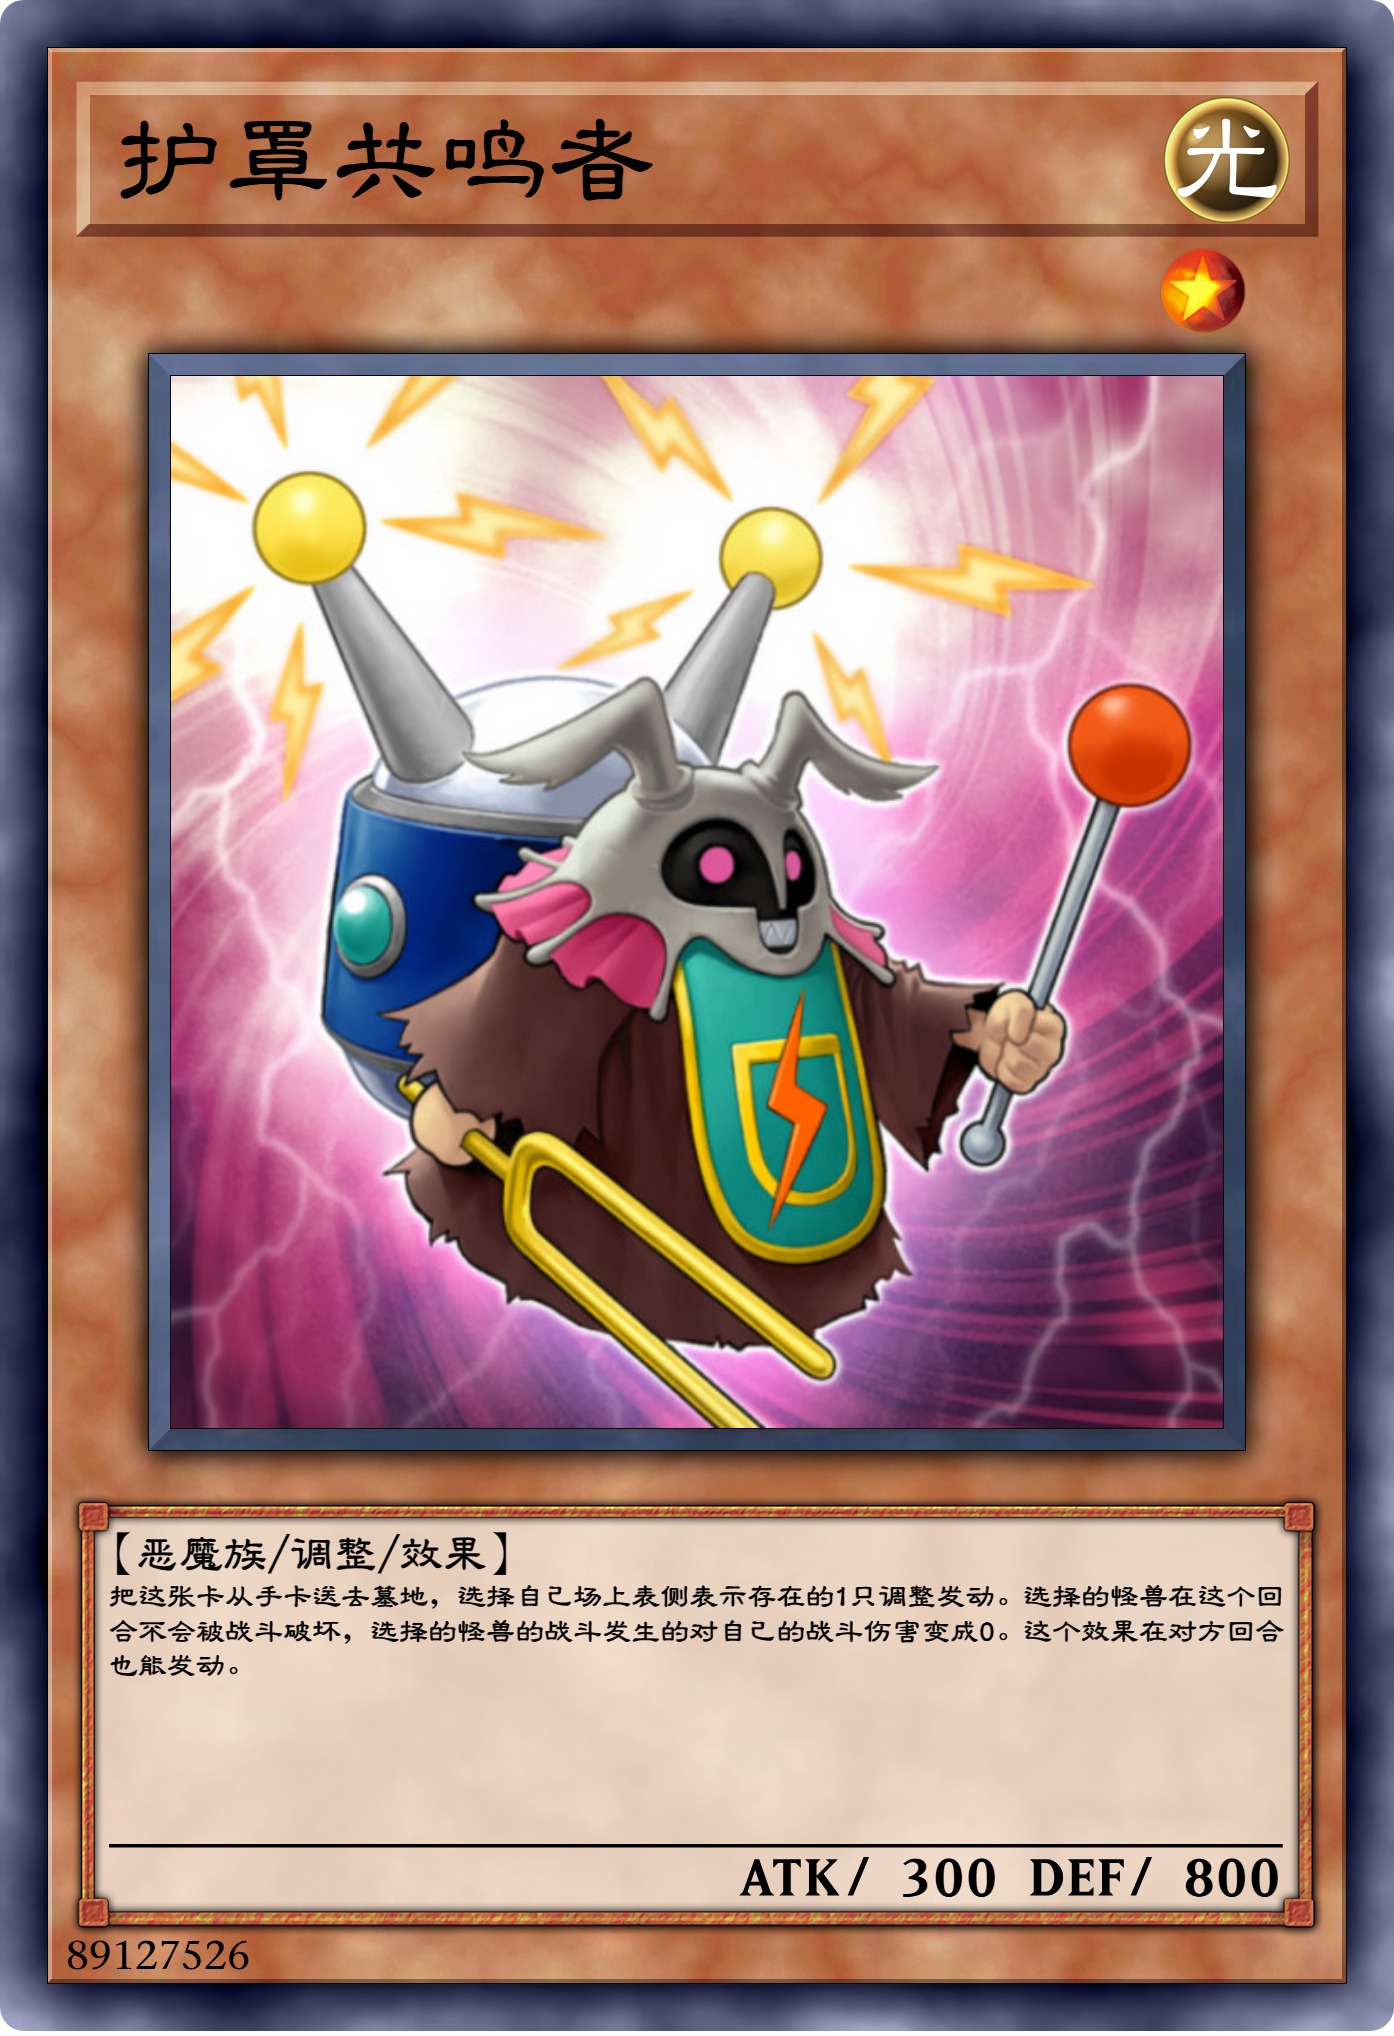 护罩共鸣者
光
【恶魔族/调整/效果】
把这张卡从手卡送去墓地，选择自己场上表侧表示存在的1只调整发动。选择的怪兽在这个回
合不会被战斗破坏，选择的怪兽的战斗发生的对自己的战斗伤害变成0。这个效果在对方回合
也能发动。
ATK/ 300 DEF/ 800
89127526